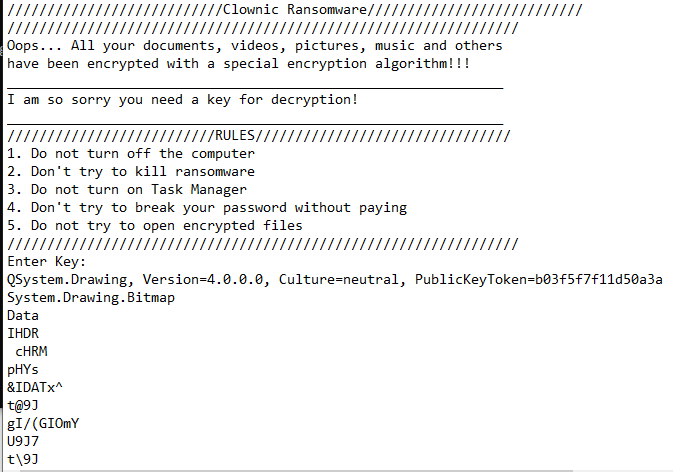 ///////////////////////////Clownic Ransomware///////////////////////////
////////////////////////////////////////////////////////////////
Oops... All your documents, videos, pictures, music and others
have been encrypted with a special encryption algorithm!!!
______________________________________________________________
I am so sorry you need a key for decryption!
______________________________________________________________
//////////////////////////RULES////////////////////////////////
1. Do not turn off the computer
2. Don't try to kill ransomware
3. Do not turn on Task Manager
4. Don't try to break your password without paying
5. Do not try to open encrypted files
////////////////////////////////////////////////////////////////
Enter Key:
QSystem.Drawing, Version=4.0.0.0, Culture=neutral, PublicKeyToken=b03f5f7f11d50a3a
System.Drawing.Bitmap
Data
IHDR
 cHRM
pHYs
&IDATx^
t@9J
gI/(GIOmY
U9J7
t\9J